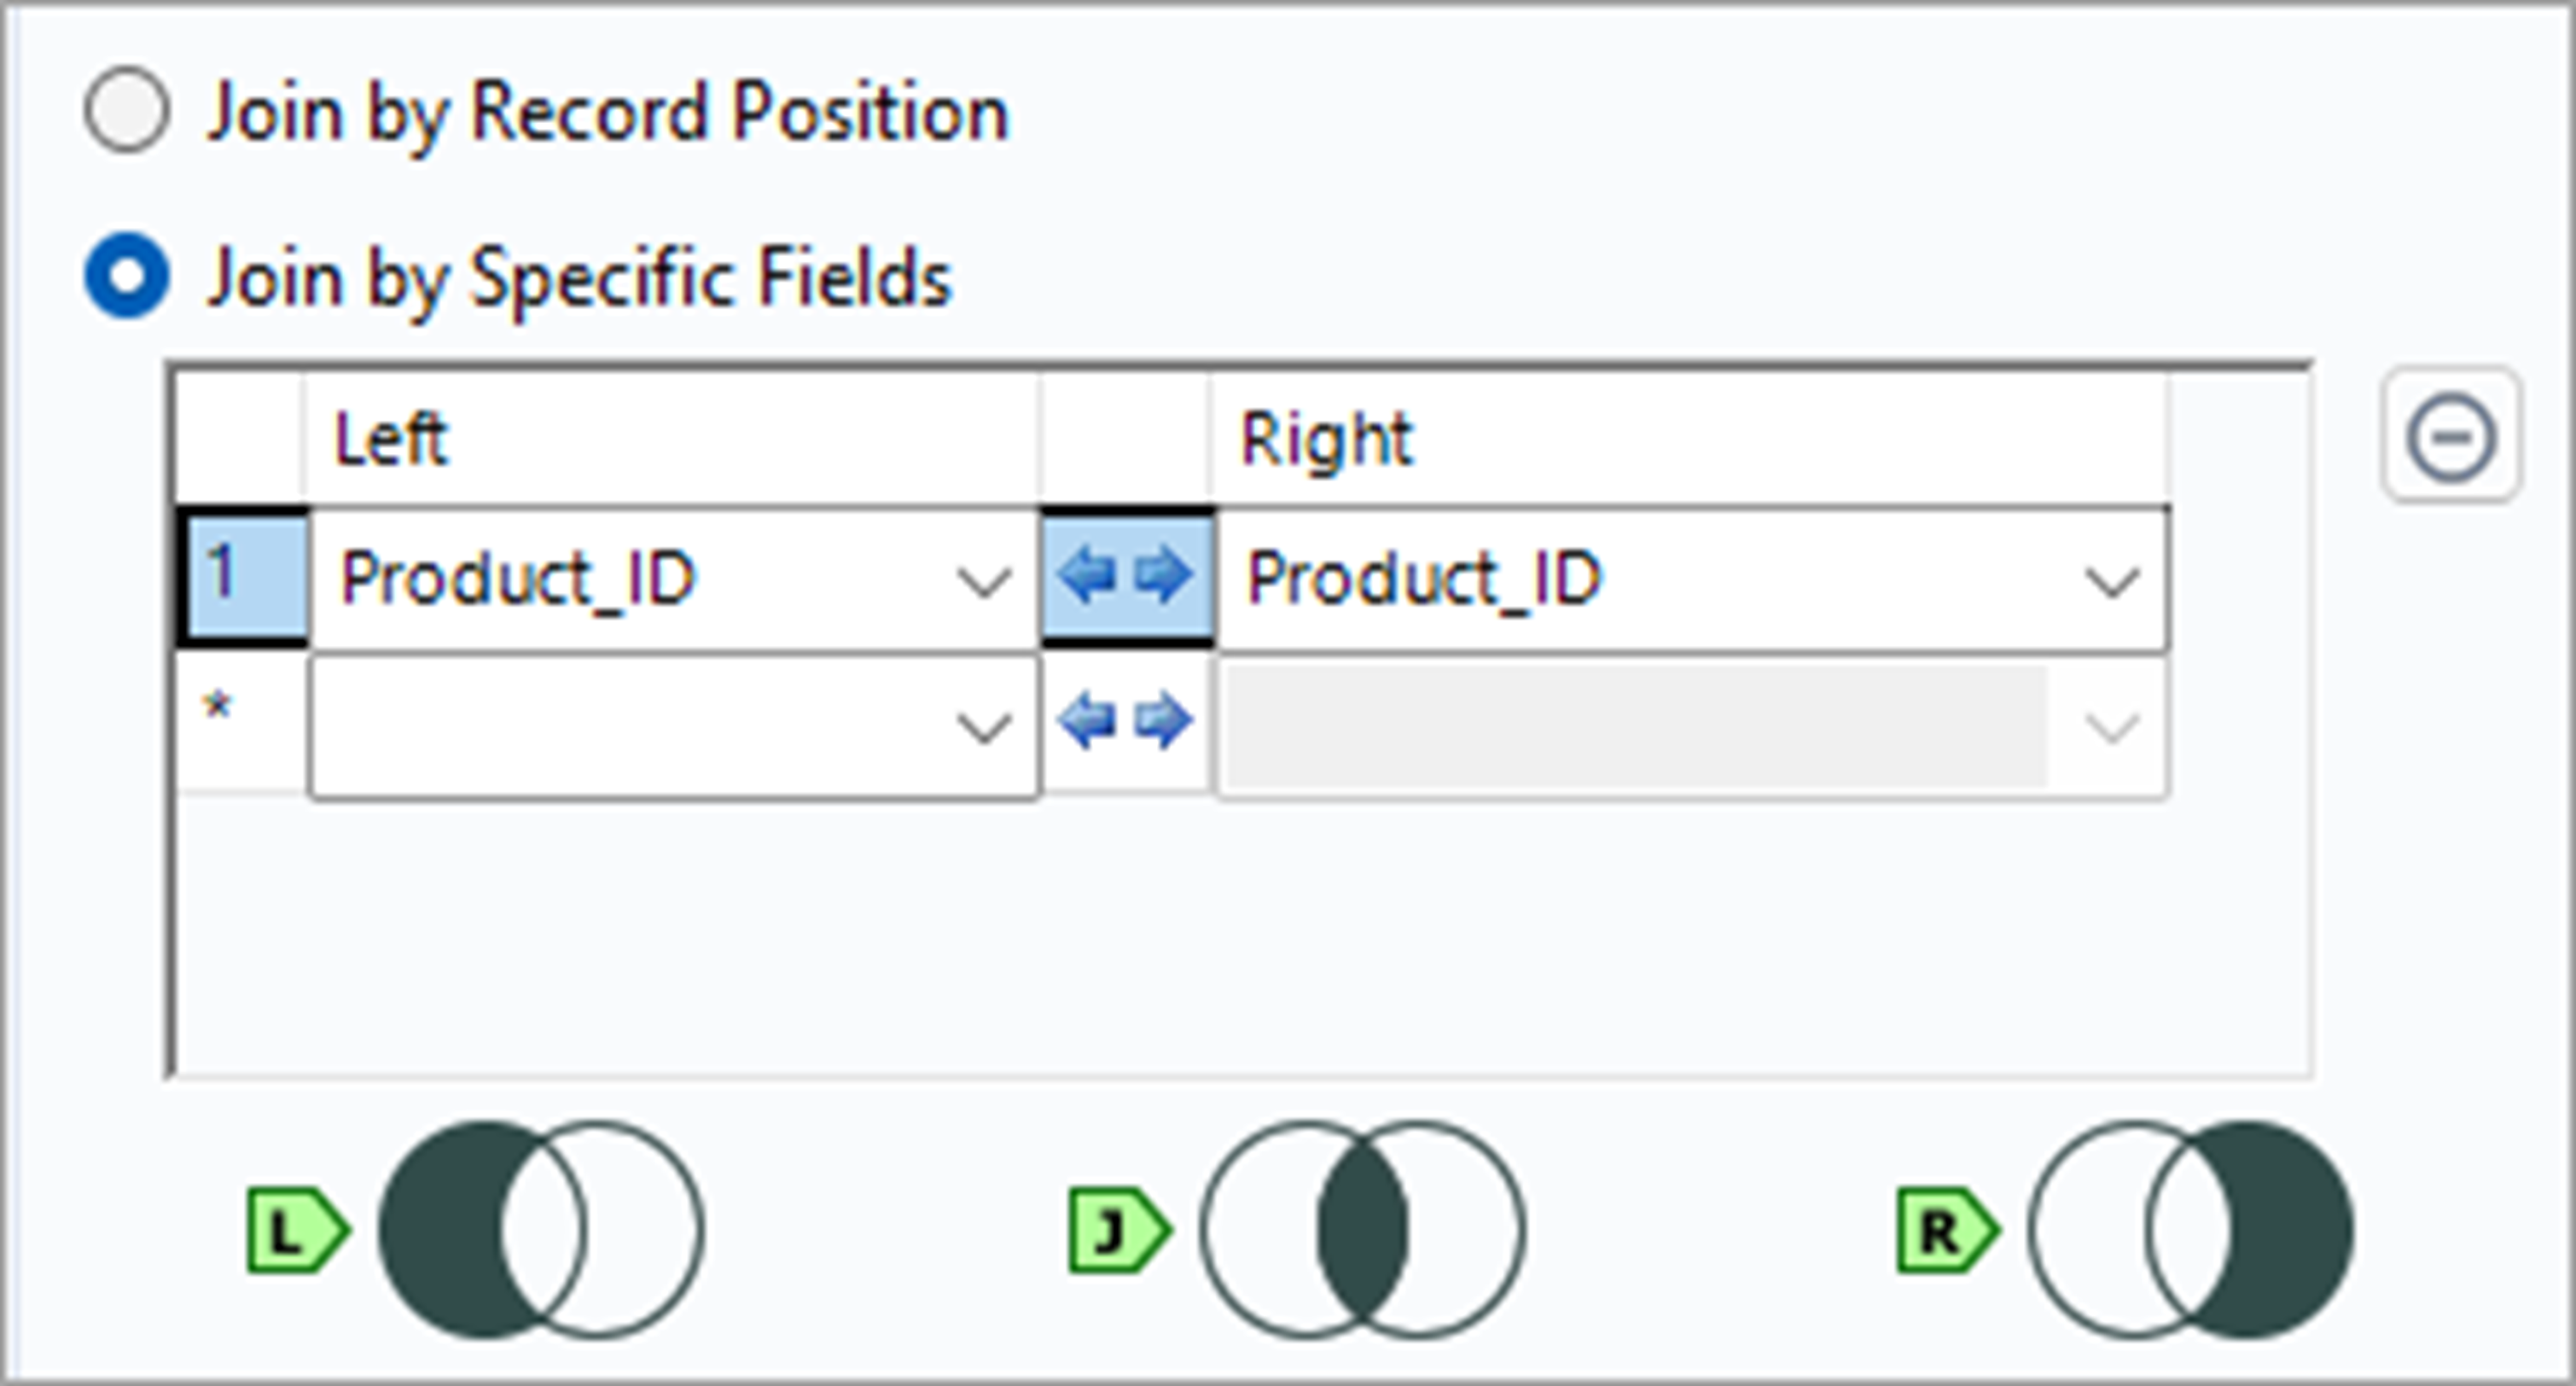 Join by Record Position
Join by Specific Fields
Left Right
1 Product_ID Product_ID
*
L J R